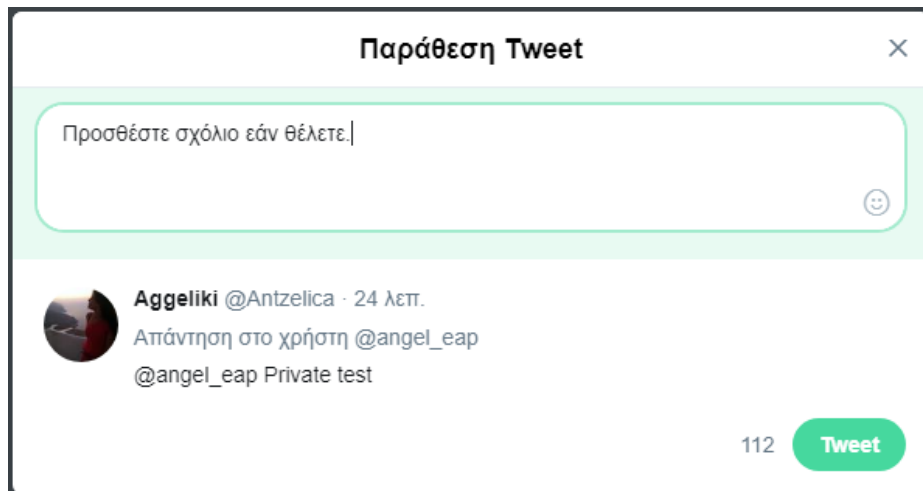 Παράθεση Tweet
Προσθέστε σχόλιο εάν θέλετε.
Aggeliki @Antzelica · 24 λεπ.
Απάντηση στο χρήστη @angel_eap
@angel_eap Private test
112 Tweet